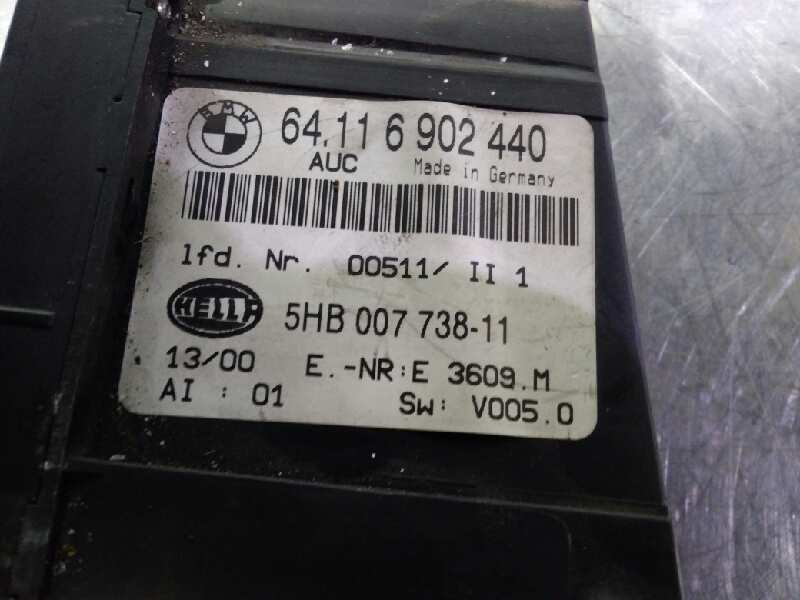 BMW
64.11 6 902 440
AUC Made in Germany
lfd. Nr. 00511/ II 1
HELLA
5HB 007 738-11
13/00 E.-NR:E 3609.M
AI : 01 Sw: V005.0